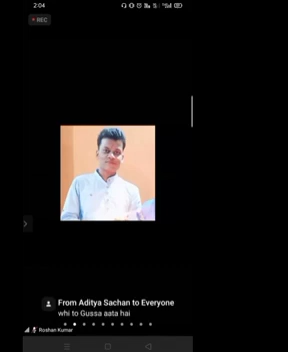 2:04
REC
From Aditya Sachan to Everyone
whi to Gussa aata hai
Roshan Kumar